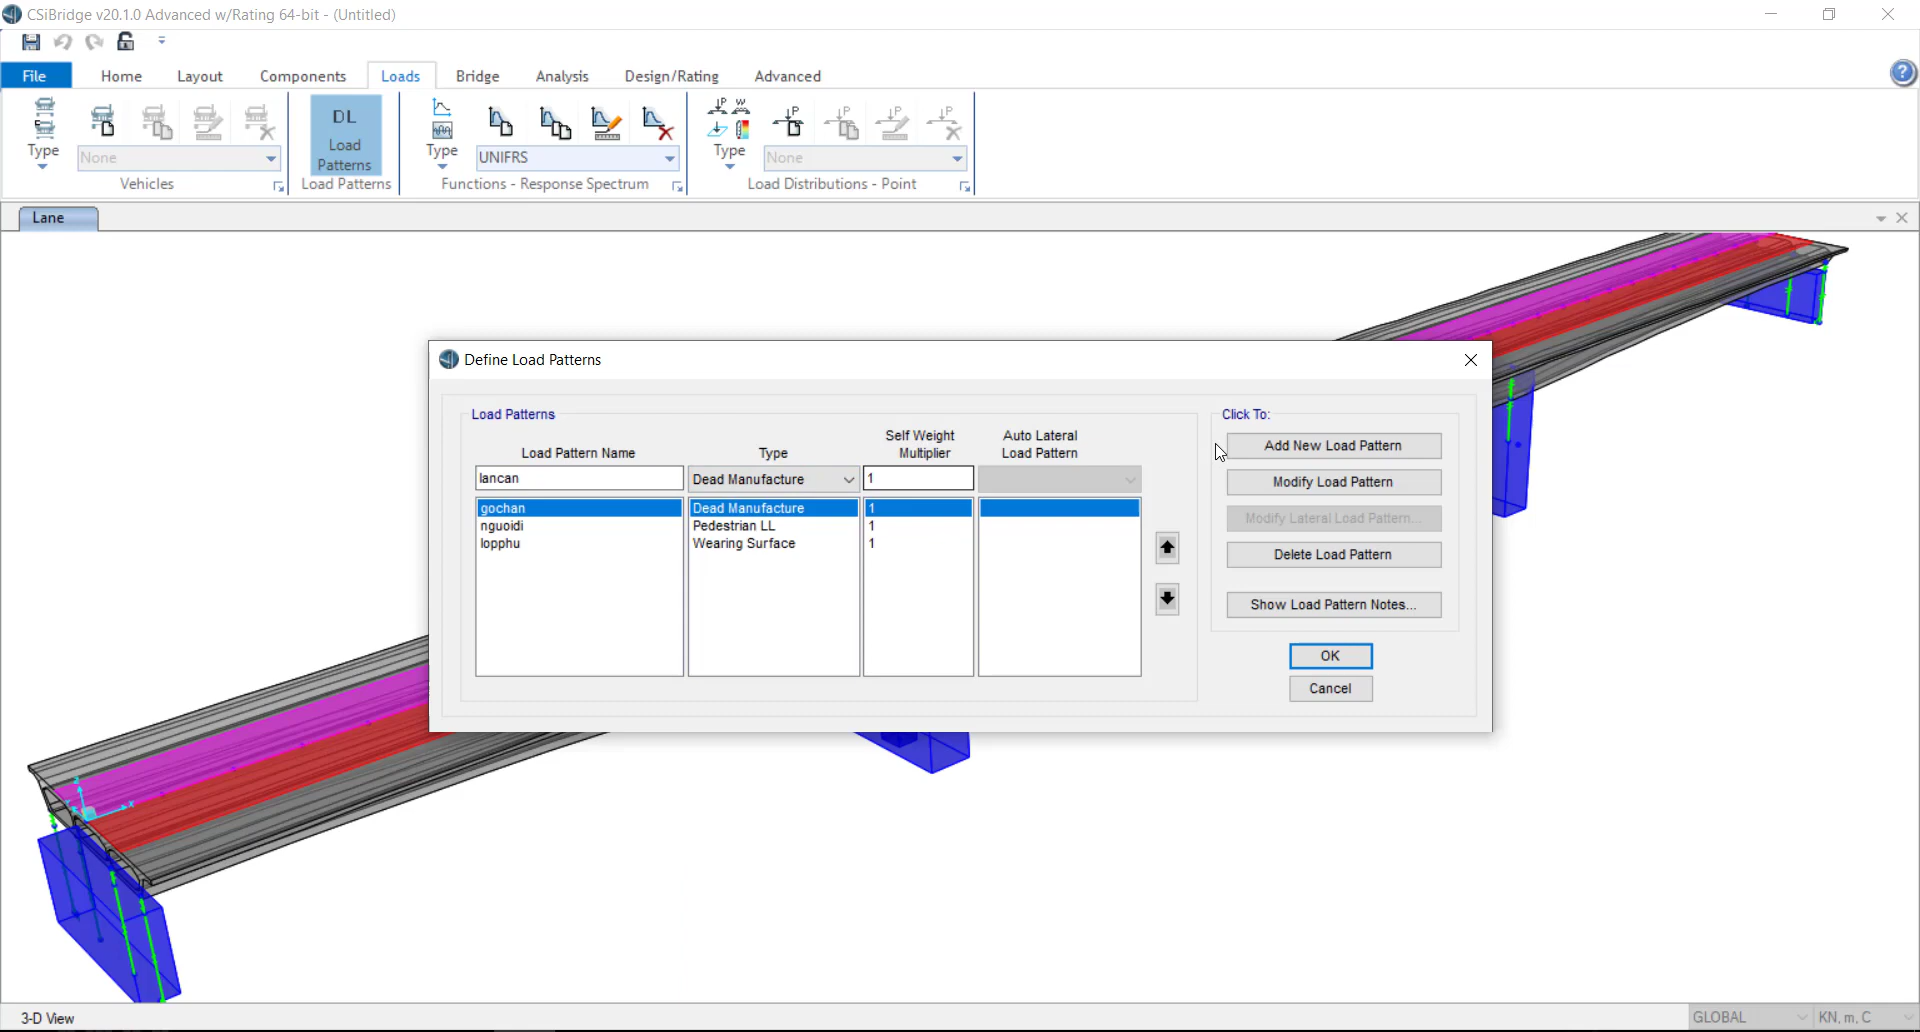 CSiBridge v20.1.0 Advanced w/Rating 64-bit - (Untitled)
File Home Layout Components Loads Bridge Analysis Design/Rating Advanced
Type
None
Vehicles
DL
Load
Patterns
Load Patterns
Type
UNIFRS
Functions - Response Spectrum
P W
P
P
P
P
Type
None
Load Distributions - Point
Lane
Define Load Patterns
Load Patterns
Load Pattern Name
Type
Self Weight
Multiplier
Auto Lateral
Load Pattern
lancan Dead Manufacture 1
gochan Dead Manufacture 1
nguoidi Pedestrian LL 1
lopphu Wearing Surface 1
Click To:
Add New Load Pattern
Modify Load Pattern
Modify Lateral Load Pattern...
Delete Load Pattern
Show Load Pattern Notes...
OK
Cancel
Z
X
3-D View
GLOBAL
KN, m, C